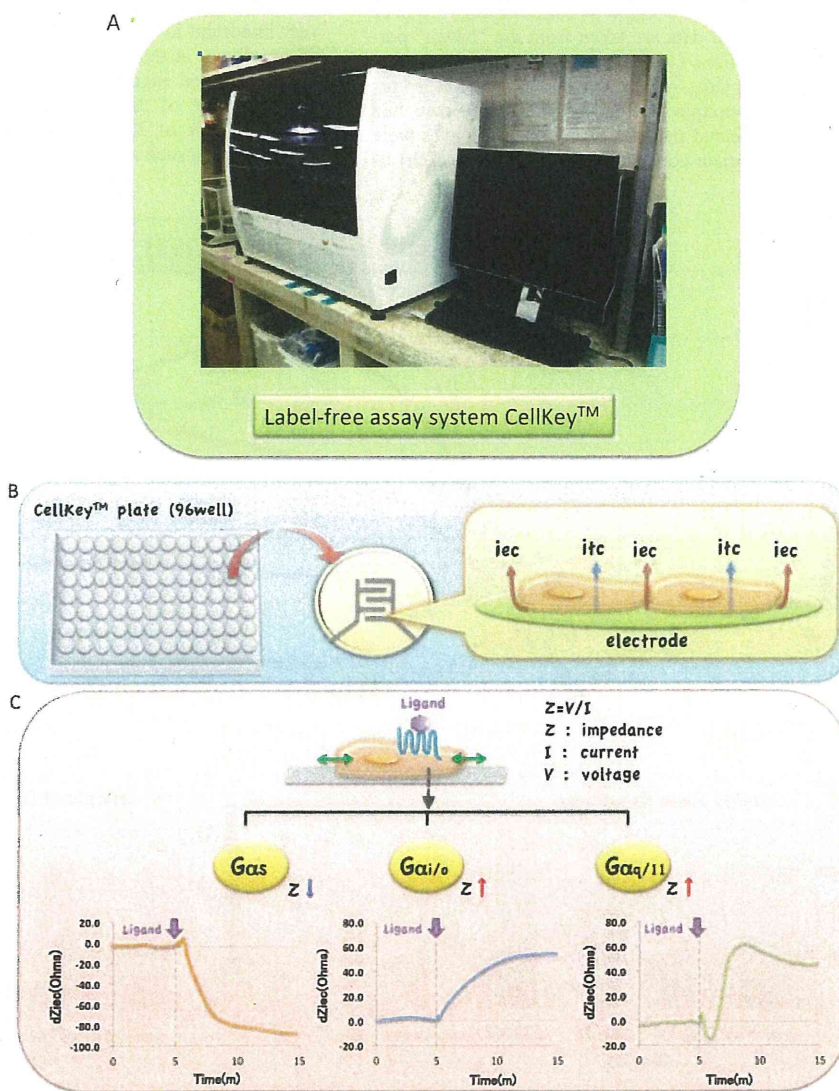 A
Label-free assay system CellKey™
B
CellKey™ plate (96well)
iec itc iec itc iec
electrode
C
Ligand
Z=V/I
Z : impedance
I : current
V : voltage
Gαs
Z
Gαi/o
Z
Gαq/11
Z
20.0
0.0
-20.0
-40.0
-60.0
-80.0
-100.0
dZiec(Ohms)
Ligand
0 5 10 15
Time(m)
80.0
60.0
40.0
20.0
0.0
-20.0
dZiec(Ohms)
Ligand
0 5 10 15
Time(m)
80.0
60.0
40.0
20.0
0.0
-20.0
dZiec(Ohms)
Ligand
0 5 10 15
Time(m)